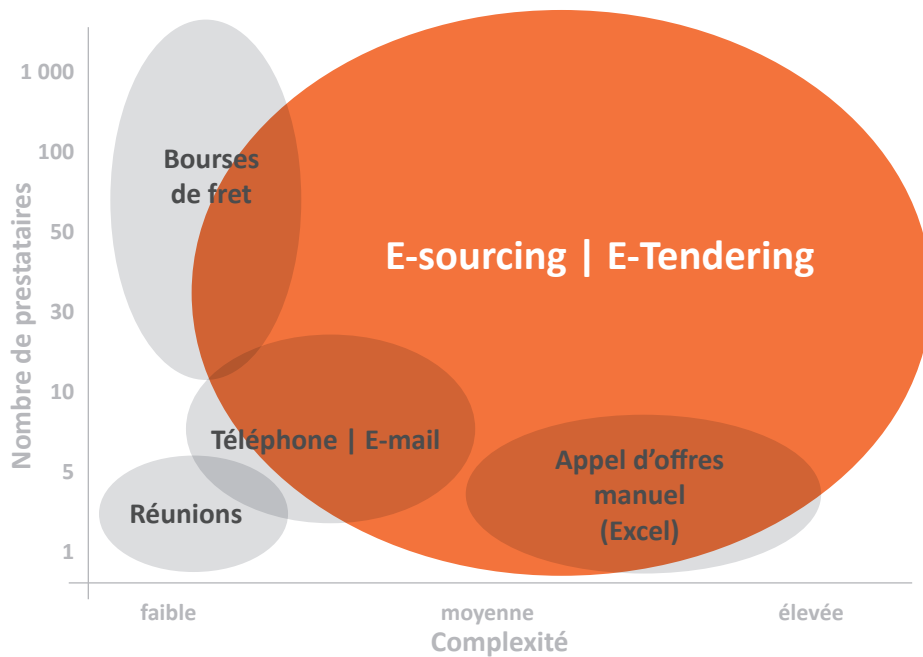 1 000
100
50
30
10
5
1
Nombre de prestataires
Bourses
de fret
E-sourcing | E-Tendering
Téléphone | E-mail
Réunions
Appel d’offres
manuel
(Excel)
faible
moyenne
élevée
Complexité